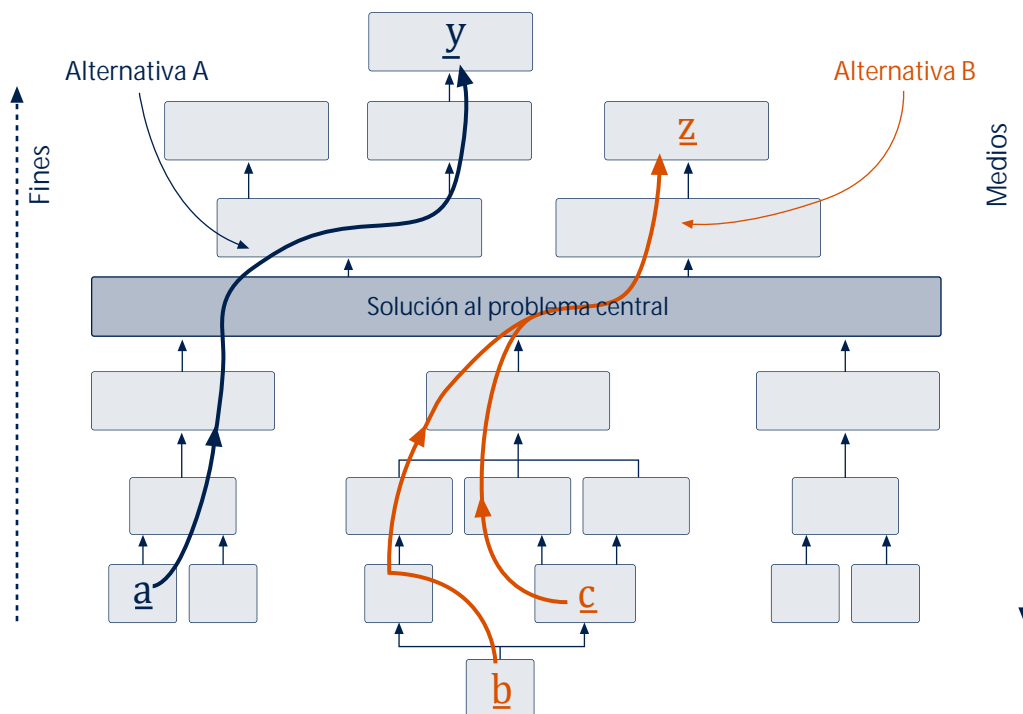 y
Alternativa A
Alternativa B
z
Fines
Medios
Solución al problema central
a
c
b